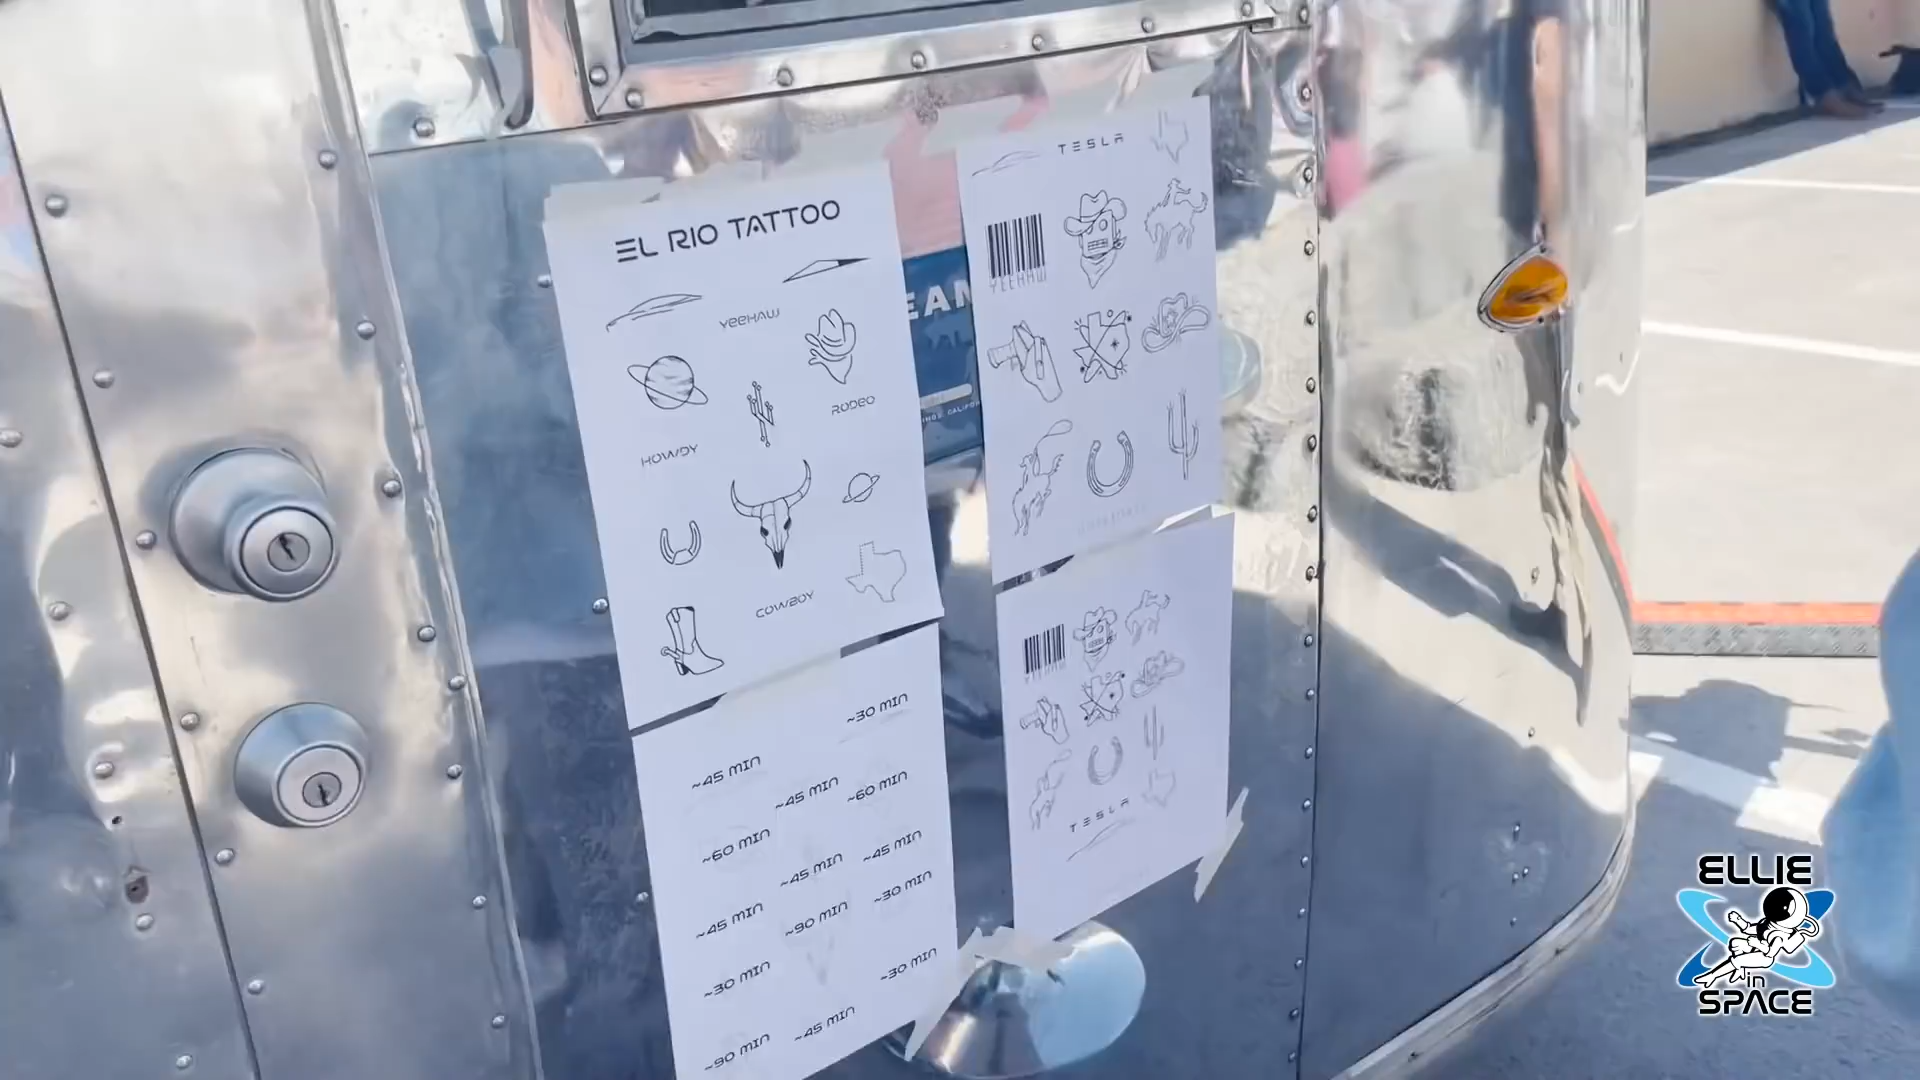 EL RIO TATTOO
YEEHAW
RODEO
HOWDY
COWBOY
~30 MIN
~45 MIN
~45 MIN
~60 MIN
~60 MIN
~45 MIN
~45 MIN
~45 MIN
~90 MIN
~30 MIN
~30 MIN
~30 MIN
~90 MIN
~45 MIN
TESLA
YEEHAW
TESLA
ELLIE
in
SPACE